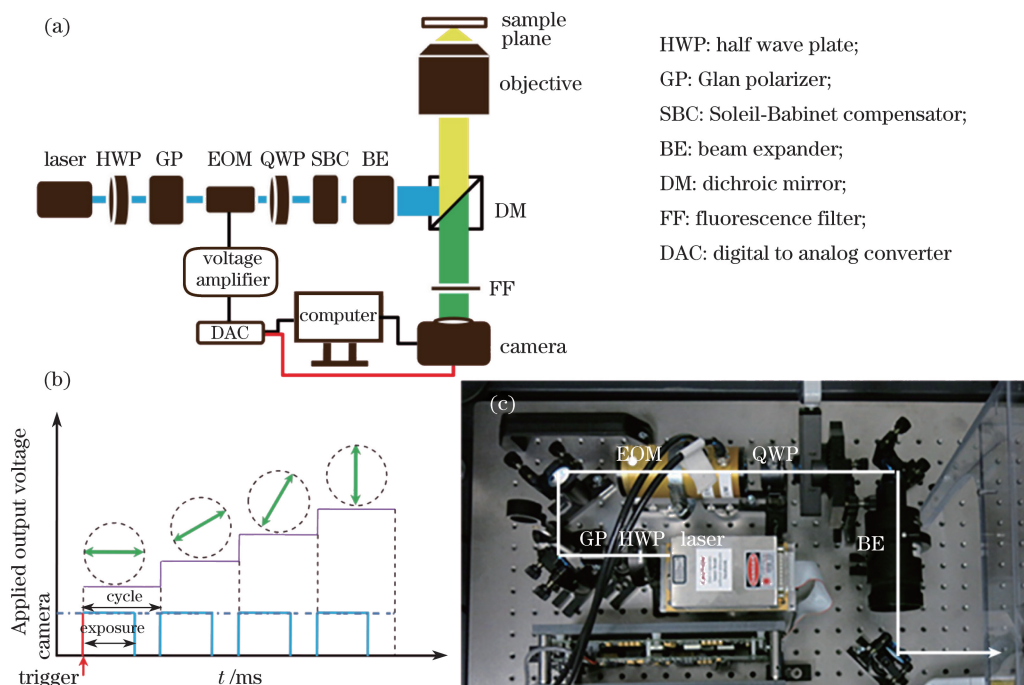 (a)
sample
plane
objective
laser HWP GP EOM QWP SBC BE
DM
voltage
amplifier
FF
computer
DAC
camera
HWP: half wave plate;
GP: Glan polarizer;
SBC: Soleil-Babinet compensator;
BE: beam expander;
DM: dichroic mirror;
FF: fluorescence filter;
DAC: digital to analog converter
(b)
Applied output voltage
camera
cycle
exposure
trigger
t /ms
(c)
EOM QWP
GP HWP laser
BE